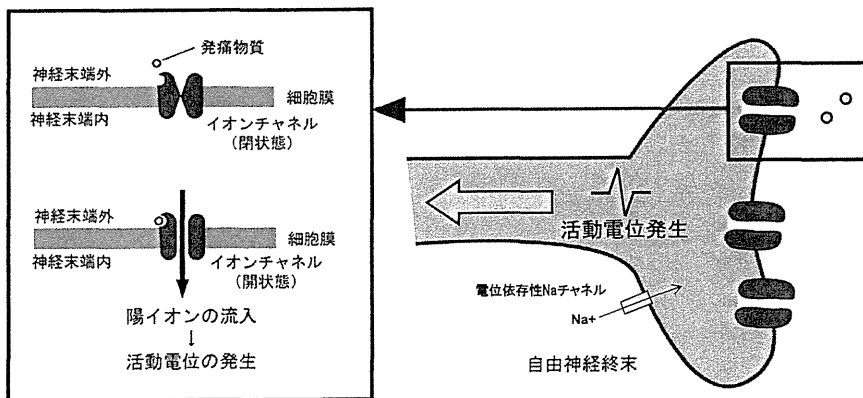 発痛物質
神経末端外
細胞膜
神経末端内
イオンチャネル
(閉状態)
神経末端外
細胞膜
神経末端内
イオンチャネル
(開状態)
陽イオンの流入
↓
活動電位の発生
活動電位発生
電位依存性Naチャネル
Na+
自由神経終末